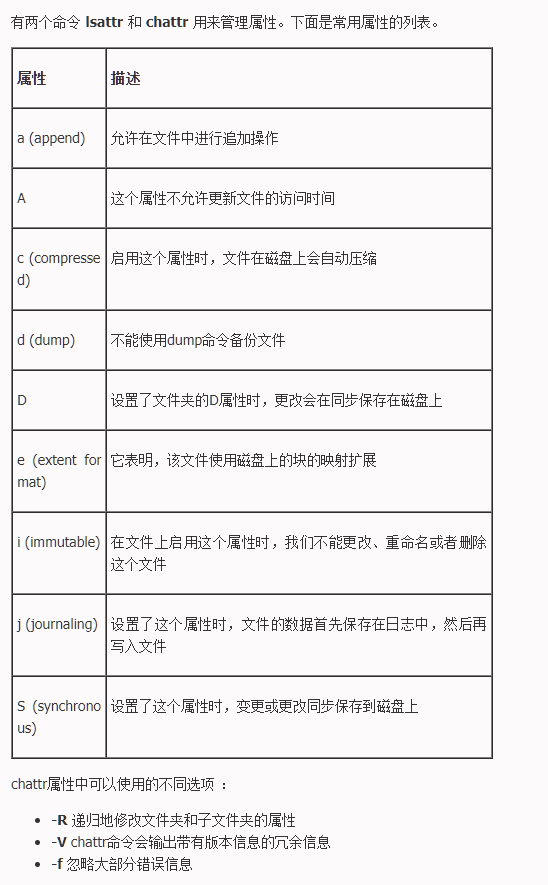 有两个命令 lsattr 和 chattr 用来管理属性。下面是常用属性的列表。
属性 描述
a (append) 允许在文件中进行追加操作
A 这个属性不允许更新文件的访问时间
c (compresse 启用这个属性时，文件在磁盘上会自动压缩
d)
d (dump) 不能使用dump命令备份文件
D 设置了文件夹的D属性时，更改会在同步保存在磁盘上
e (extent for 它表明，该文件使用磁盘上的块的映射扩展
mat)
i (immutable) 在文件上启用这个属性时，我们不能更改、重命名或者删除
这个文件
j (journaling) 设置了这个属性时，文件的数据首先保存在日志中，然后再
写入文件
S (synchrono 设置了这个属性时，变更或更改同步保存到磁盘上
us)
chattr属性中可以使用的不同选项 ：
-R 递归地修改文件夹和子文件夹的属性
-V chattr命令会输出带有版本信息的冗余信息
-f 忽略大部分错误信息